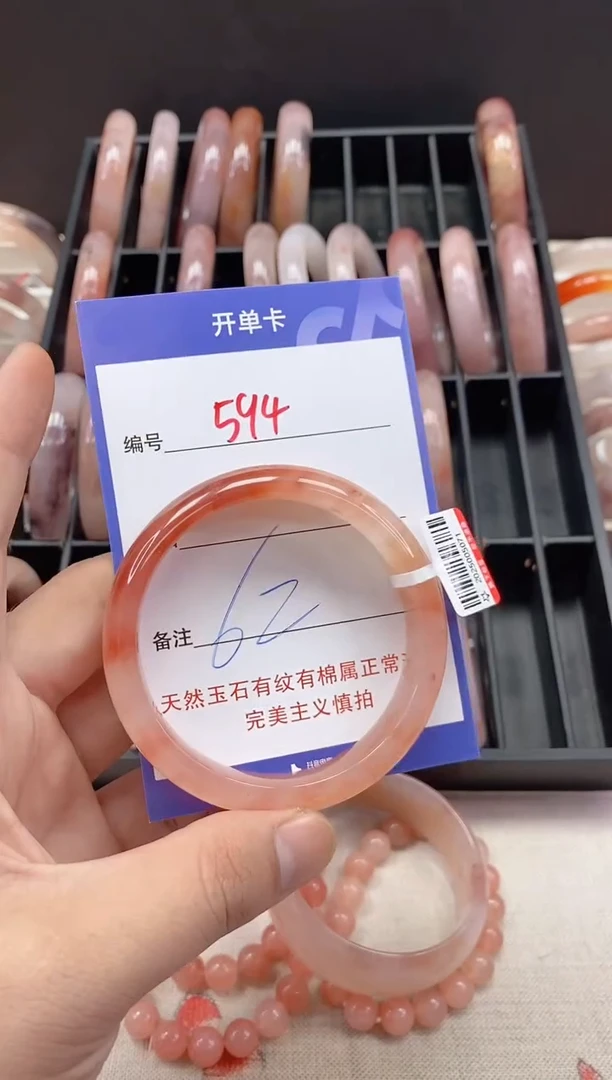 开单卡
编号 594
备注 62
天然玉石有纹有棉属正常
完美主义慎拍
2025005071